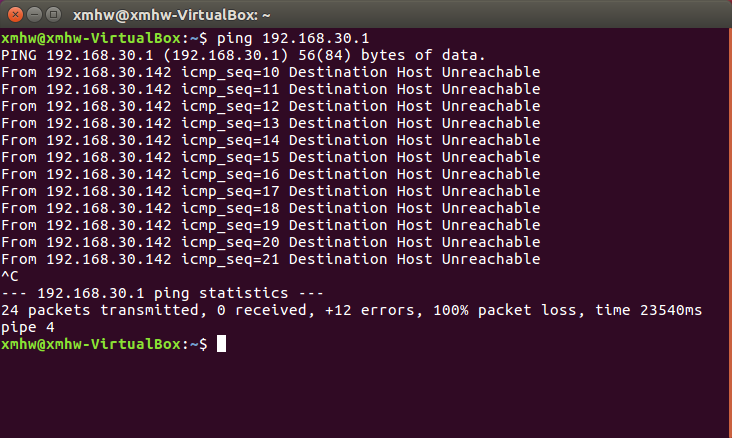 xmhw@xmhw-VirtualBox: ~
xmhw@xmhw-VirtualBox:~$ ping 192.168.30.1
PING 192.168.30.1 (192.168.30.1) 56(84) bytes of data.
From 192.168.30.142 icmp_seq=10 Destination Host Unreachable
From 192.168.30.142 icmp_seq=11 Destination Host Unreachable
From 192.168.30.142 icmp_seq=12 Destination Host Unreachable
From 192.168.30.142 icmp_seq=13 Destination Host Unreachable
From 192.168.30.142 icmp_seq=14 Destination Host Unreachable
From 192.168.30.142 icmp_seq=15 Destination Host Unreachable
From 192.168.30.142 icmp_seq=16 Destination Host Unreachable
From 192.168.30.142 icmp_seq=17 Destination Host Unreachable
From 192.168.30.142 icmp_seq=18 Destination Host Unreachable
From 192.168.30.142 icmp_seq=19 Destination Host Unreachable
From 192.168.30.142 icmp_seq=20 Destination Host Unreachable
From 192.168.30.142 icmp_seq=21 Destination Host Unreachable
^C
--- 192.168.30.1 ping statistics ---
24 packets transmitted, 0 received, +12 errors, 100% packet loss, time 23540ms
pipe 4
xmhw@xmhw-VirtualBox:~$